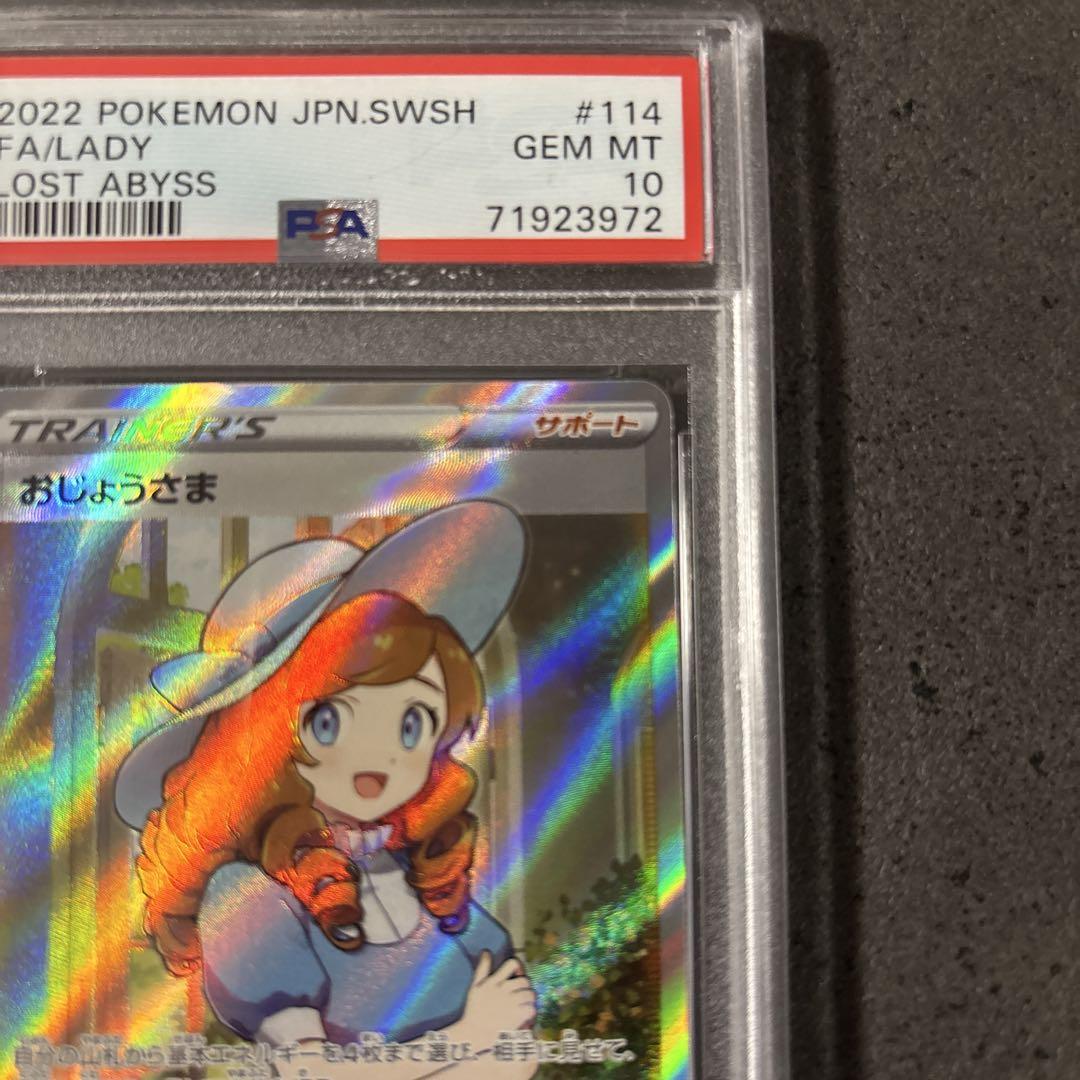 2022 POKEMON JPN.SWSH #114
FA/LADY GEM MT
LOST ABYSS 10
PSA 71923972
TRAINER'S サポート
おじょうさま
自分の山札から基本エネルギーを4枚まで選び、相手に見せて、